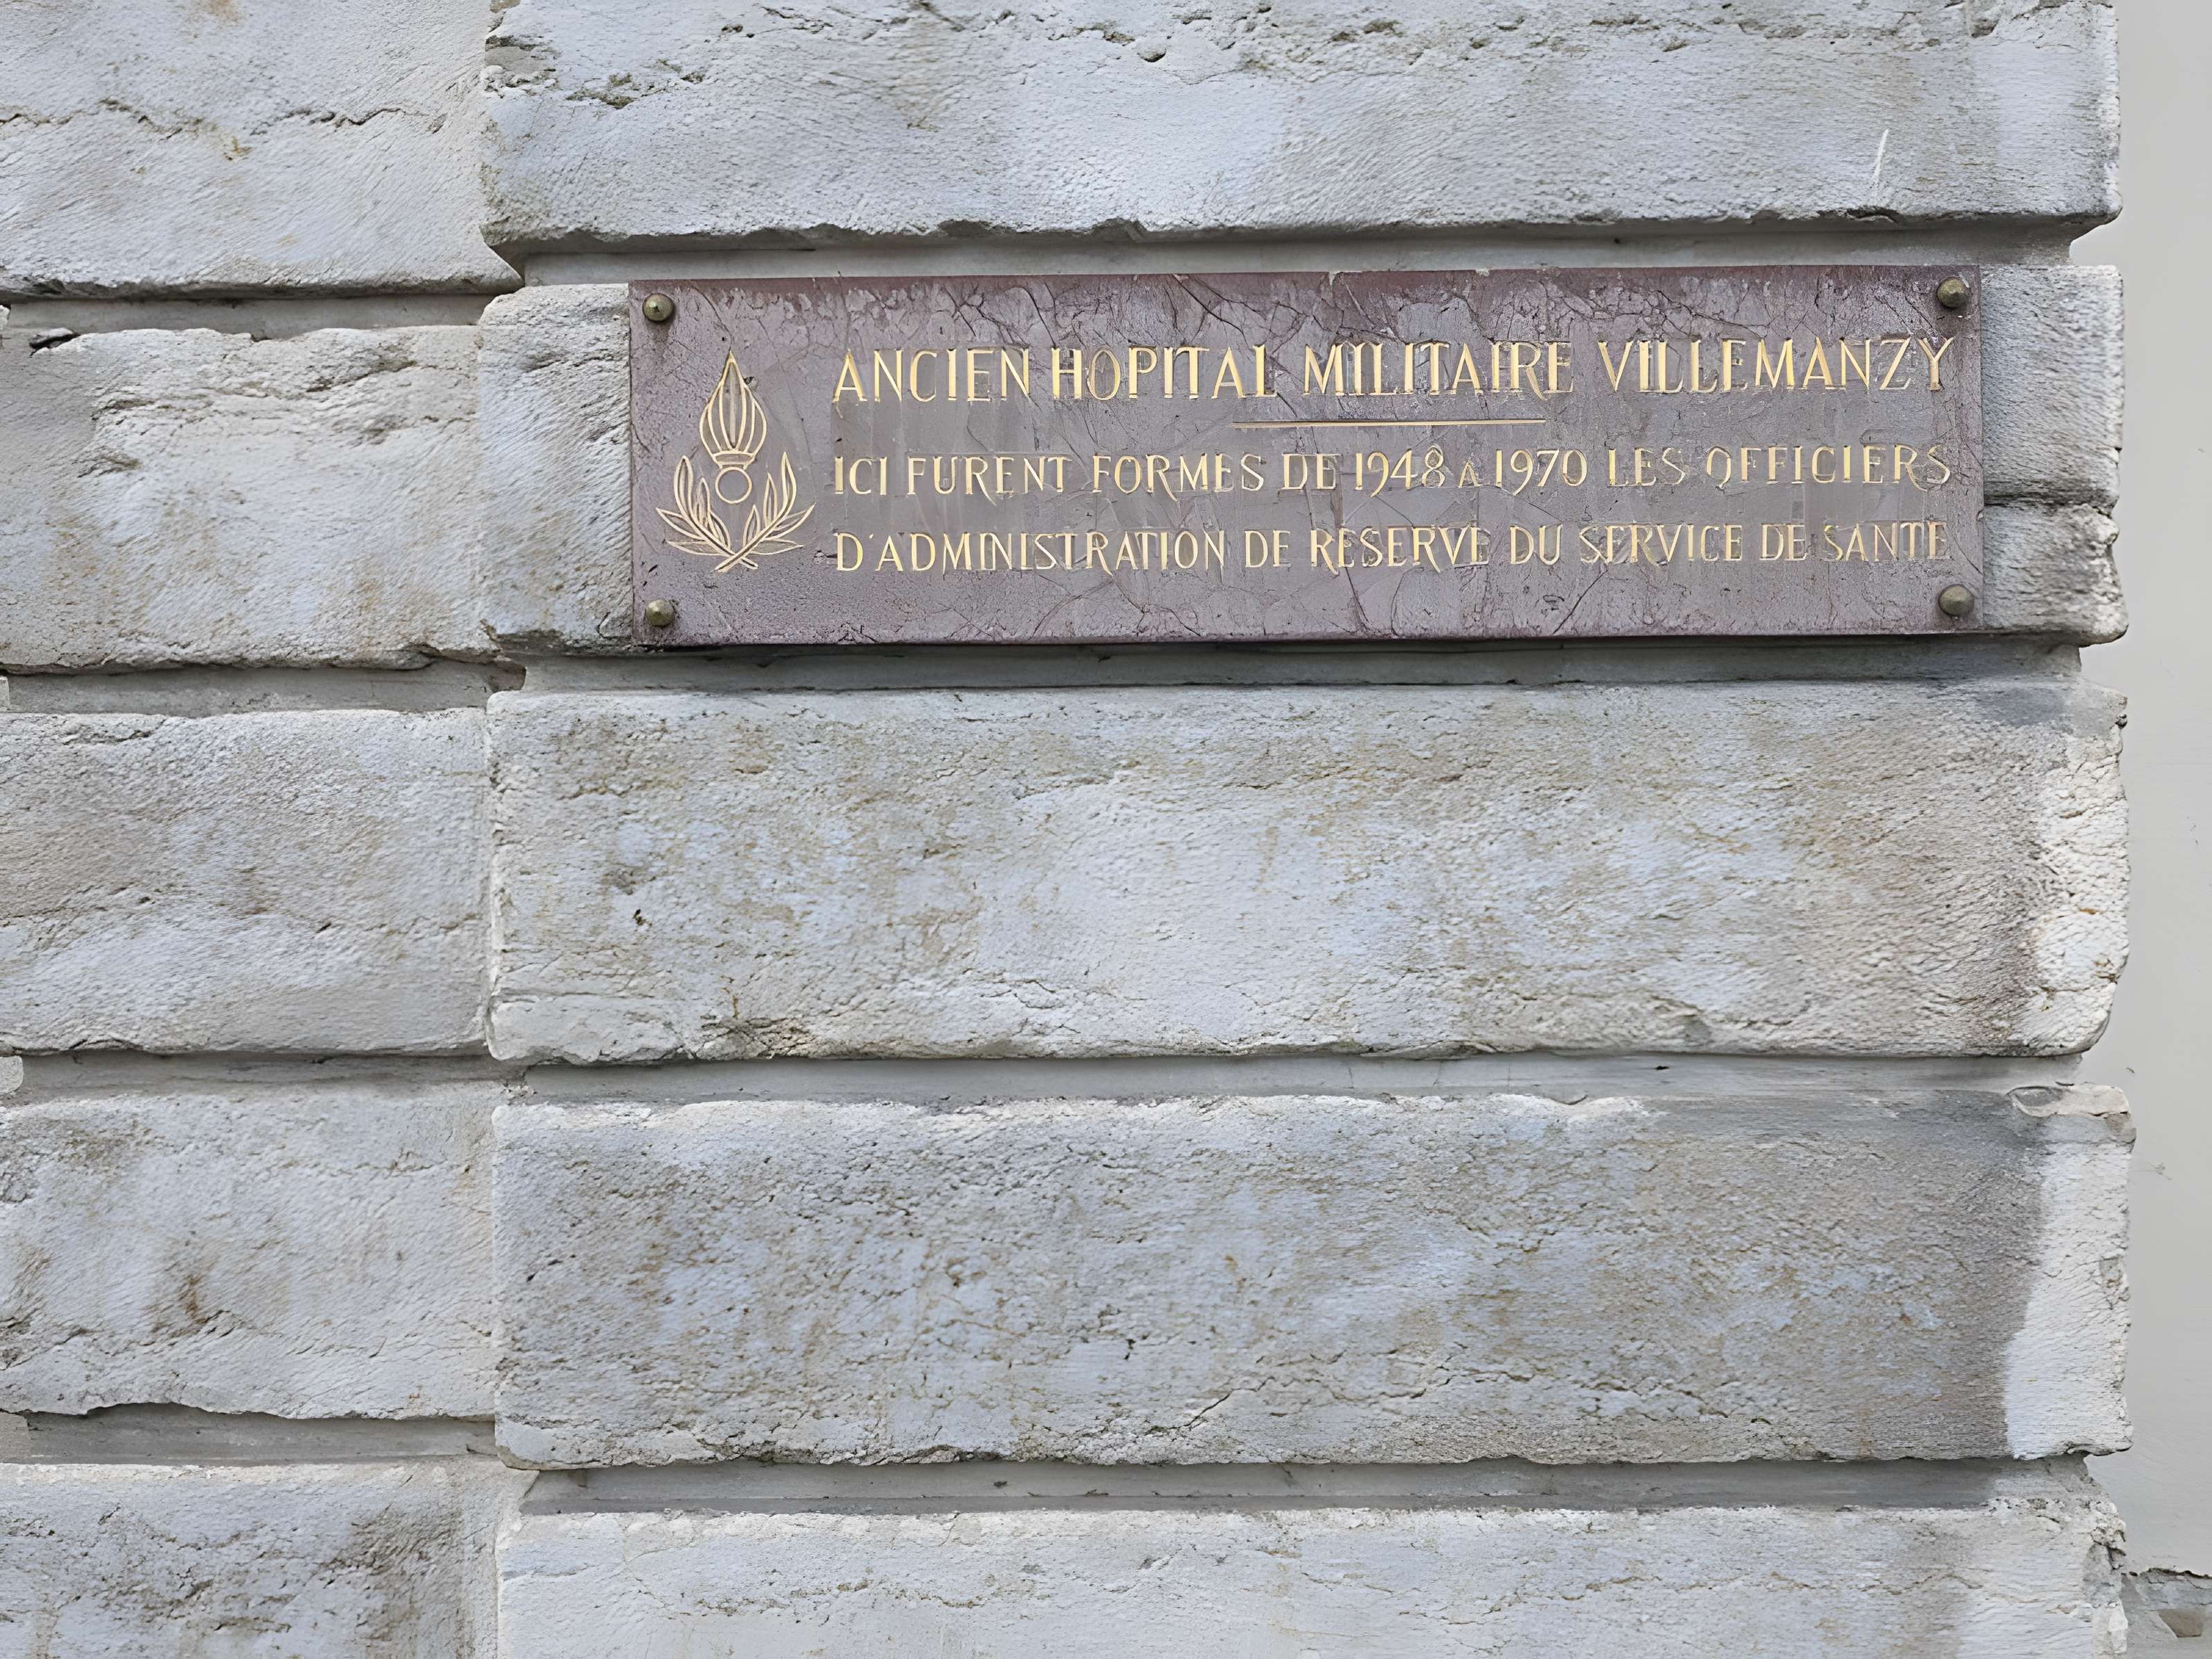 ANCIEN HOPITAL MILITAIRE VILLEMANZY
ICI FURENT FORMES DE 1948 A 1970 LES OFFICIERS
D'ADMINISTRATION DE RESERVE DU SERVICE DE SANTE